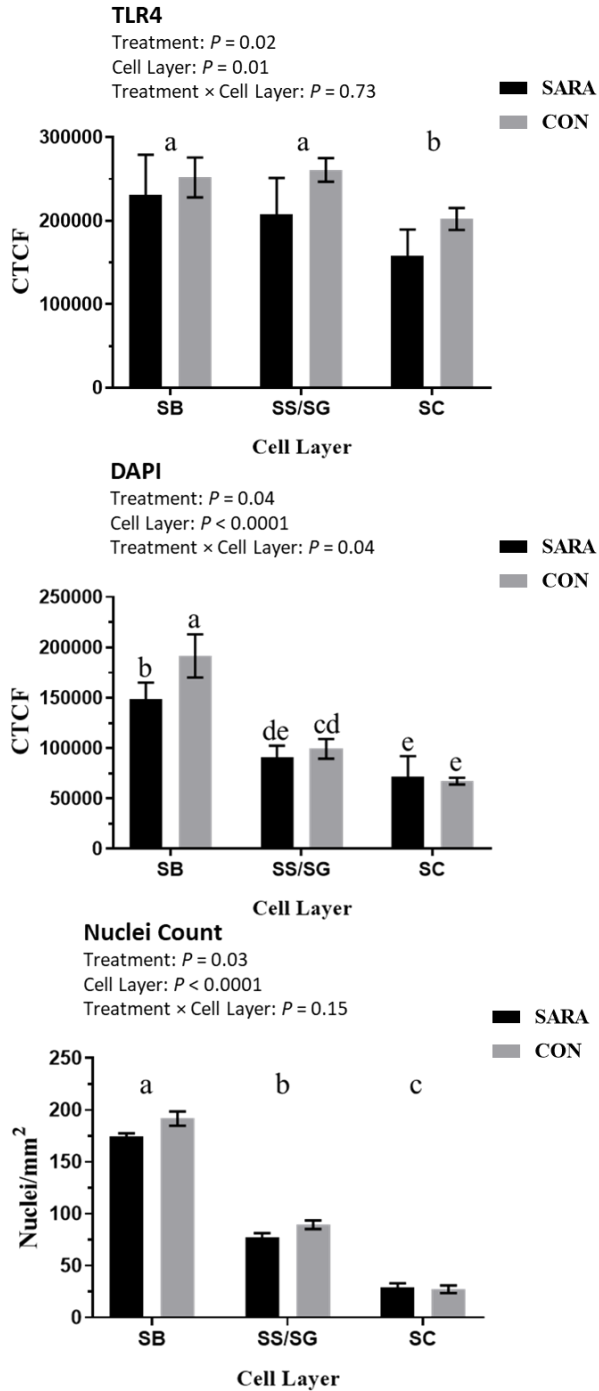 TLR4
Treatment: P = 0.02
Cell Layer: P = 0.01
Treatment × Cell Layer: P = 0.73
SARA
CON
300000
200000
100000
0
CTCF
a
a
b
SB
SS/SG
SC
Cell Layer
DAPI
Treatment: P = 0.04
Cell Layer: P < 0.0001
Treatment × Cell Layer: P = 0.04
SARA
CON
250000
200000
150000
100000
50000
0
CTCF
b
a
de
cd
e
e
SB
SS/SG
SC
Cell Layer
Nuclei Count
Treatment: P = 0.03
Cell Layer: P < 0.0001
Treatment × Cell Layer: P = 0.15
SARA
CON
250
200
150
100
50
0
Nuclei/mm²
a
b
c
SB
SS/SG
SC
Cell Layer